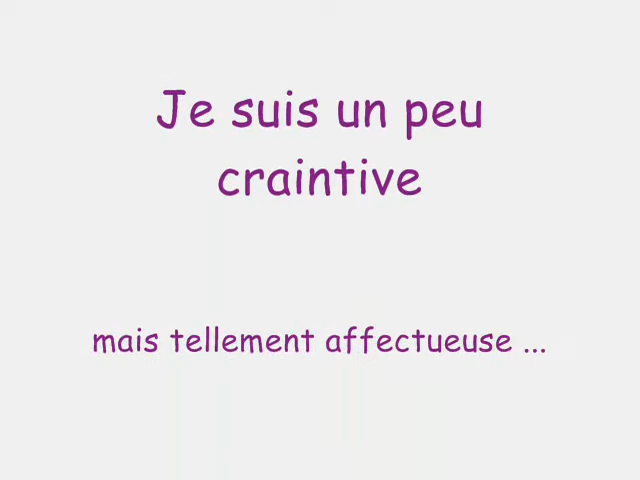 Je suis un peu
craintive
mais tellement affectueuse ...